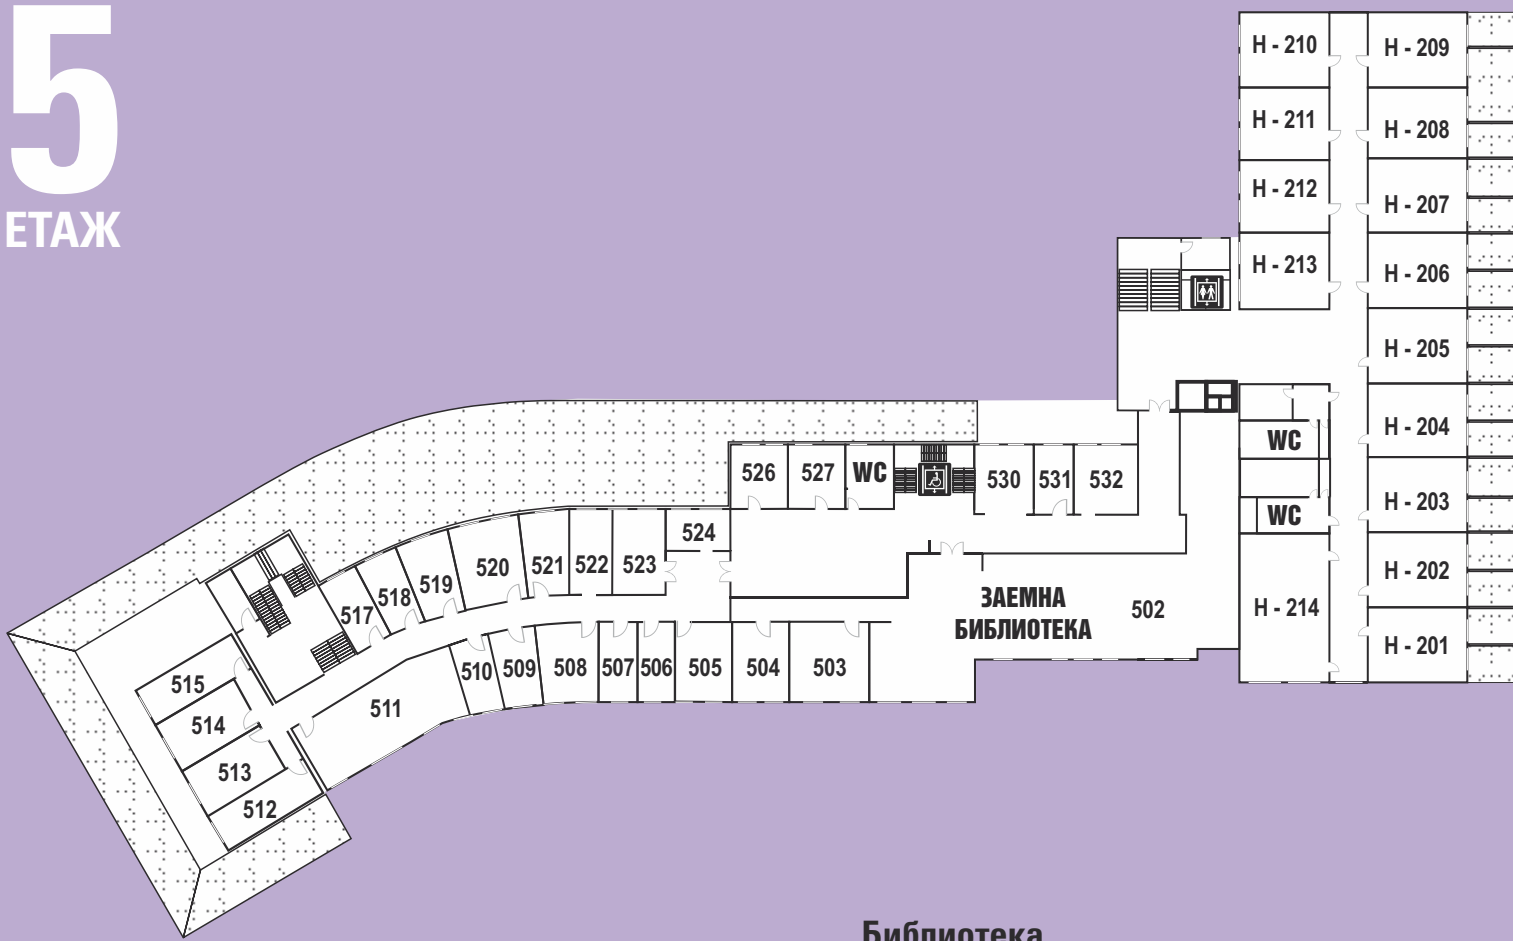 5
ЕТАЖ
Н - 210
Н - 209
Н - 211
Н - 208
Н - 212
Н - 207
Н - 213
Н - 206
Н - 205
Н - 204
WC
Н - 203
WC
Н - 202
Н - 214
Н - 201
526
527
WC
530
531
532
524
517
518
519
520
521
522
523
ЗАЕМНА
БИБЛИОТЕКА
502
515
514
513
512
511
510
509
508
507
506
505
504
503
Библиотека